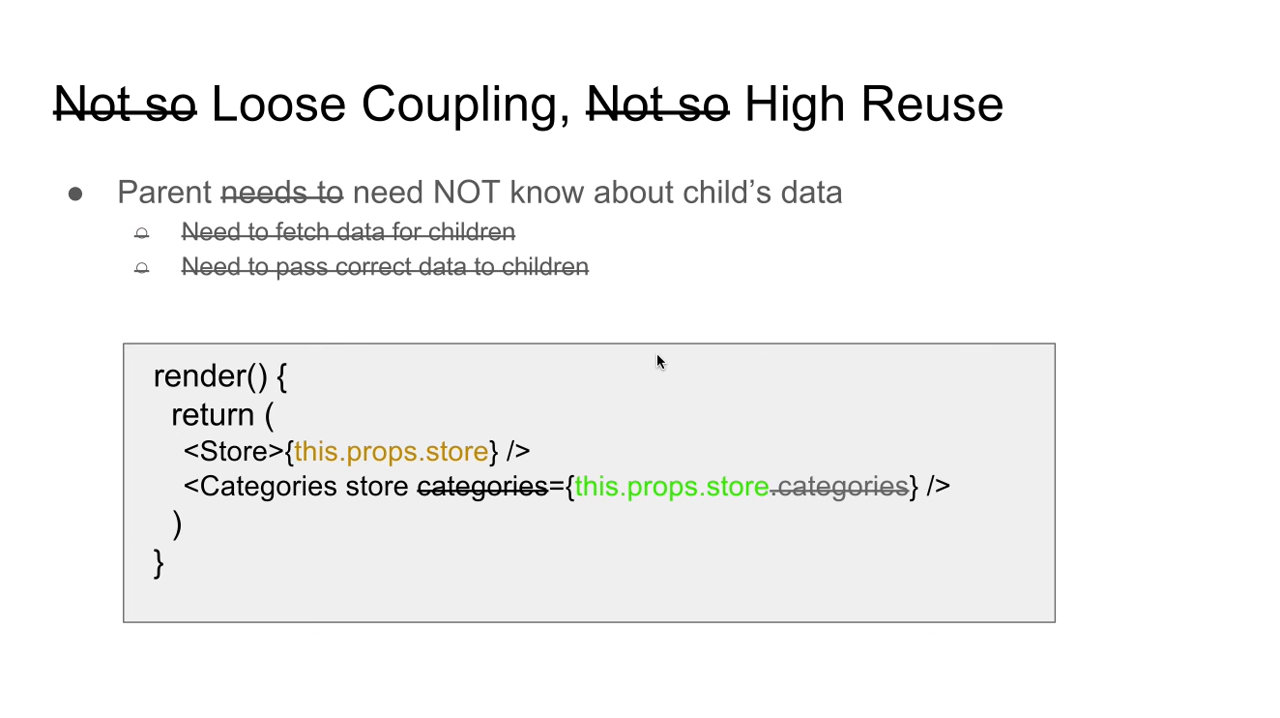 Not so Loose Coupling, Not so High Reuse
● Parent needs to need NOT know about child’s data
○ Need to fetch data for children
○ Need to pass correct data to children
render() {
return (
<Store>{this.props.store} />
<Categories store categories={this.props.store.categories} />
)
}